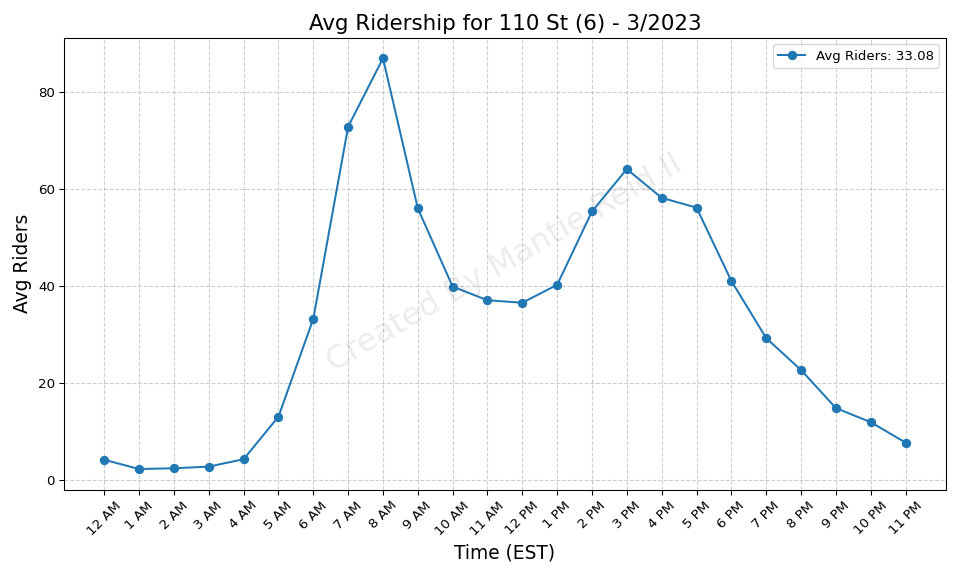 Avg Ridership for 110 St (6) - 3/2023
Avg Riders: 33.08
80
60
40
20
0
Avg Riders
Created By Mantie Reid II
12 AM
1 AM
2 AM
3 AM
4 AM
5 AM
6 AM
7 AM
8 AM
9 AM
10 AM
11 AM
12 PM
1 PM
2 PM
3 PM
4 PM
5 PM
6 PM
7 PM
8 PM
9 PM
10 PM
11 PM
Time (EST)